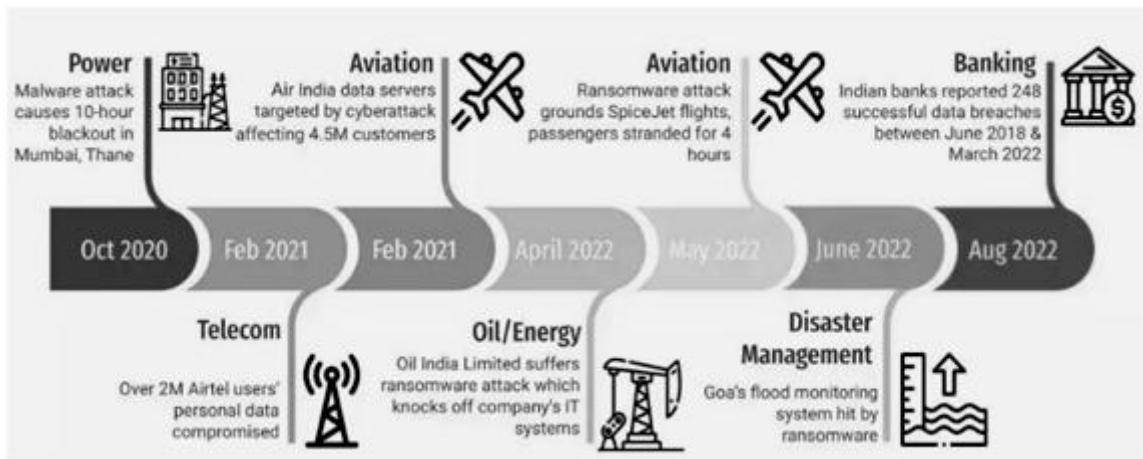 Power
Malware attack
causes 10-hour
blackout in
Mumbai, Thane
Aviation
Air India data servers
targeted by cyberattack
affecting 4.5M customers
Aviation
Ransomware attack
grounds SpiceJet flights,
passengers stranded for 4
hours
Banking
Indian banks reported 248
successful data breaches
between June 2018 &
March 2022
$
Oct 2020
Feb 2021
Feb 2021
April 2022
May 2022
June 2022
Aug 2022
Telecom
Over 2M Airtel users'
personal data
compromised
Oil/Energy
Oil India Limited suffers
ransomware attack which
knocks off company's IT
systems
Disaster
Management
Goa's flood monitoring
system hit by
ransomware